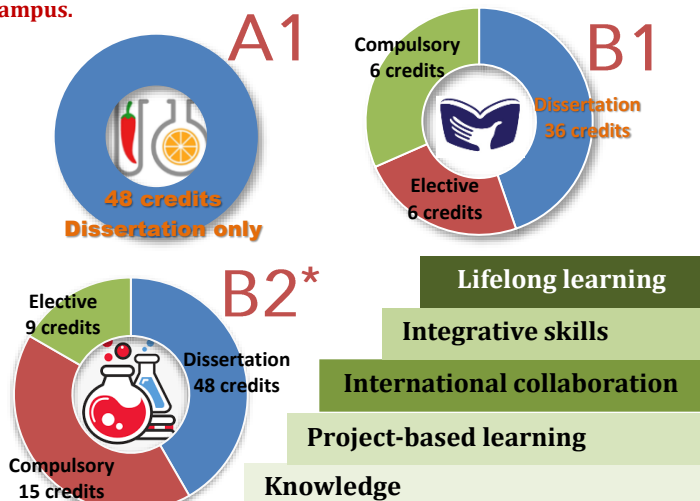 ampus.
A1
48 credits
Dissertation only
B1
Compulsory
6 credits
Dissertation
36 credits
Elective
6 credits
B2*
Elective
9 credits
Dissertation
48 credits
Compulsory
15 credits
Lifelong learning
Integrative skills
International collaboration
Project-based learning
Knowledge